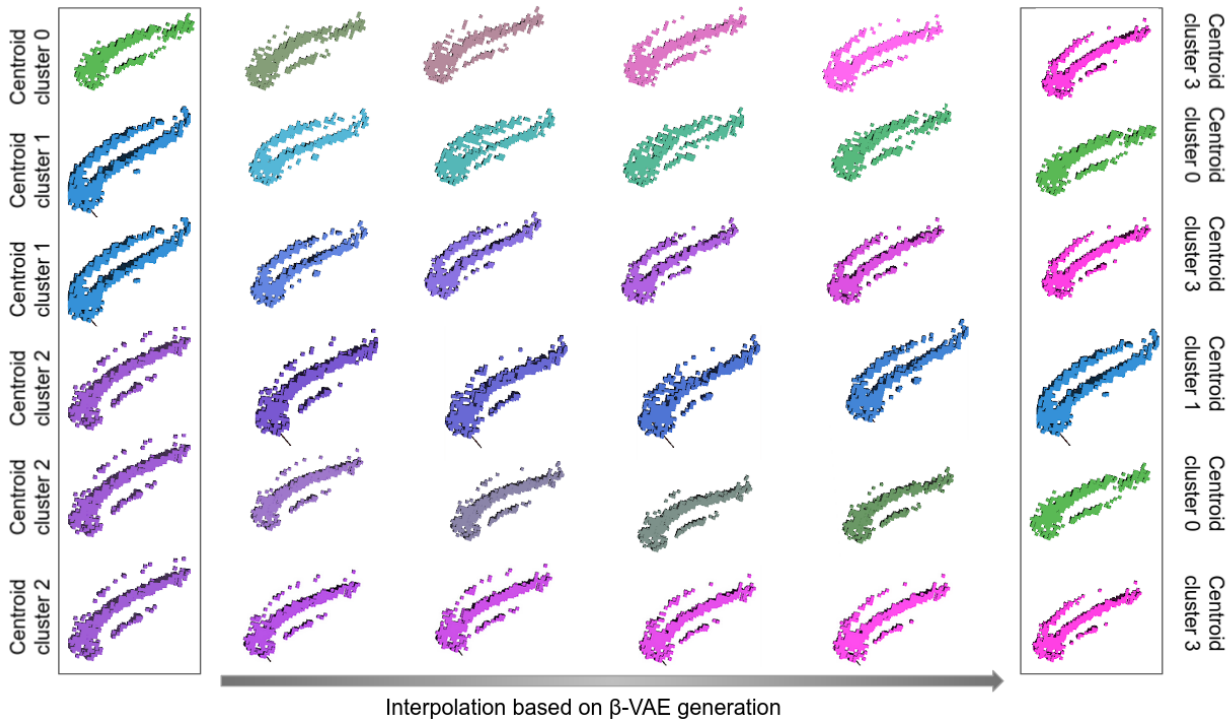 Centroid
cluster 0
Centroid
cluster 3
Centroid
cluster 1
Centroid
cluster 0
Centroid
cluster 1
Centroid
cluster 3
Centroid
cluster 2
Centroid
cluster 1
Centroid
cluster 2
Centroid
cluster 0
Centroid
cluster 2
Centroid
cluster 3
Interpolation based on β-VAE generation